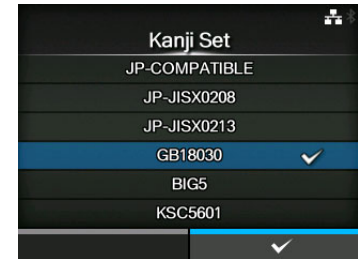 Kanji Set
JP-COMPATIBLE
JP-JISX0208
JP-JISX0213
GB18030
BIG5
KSC5601